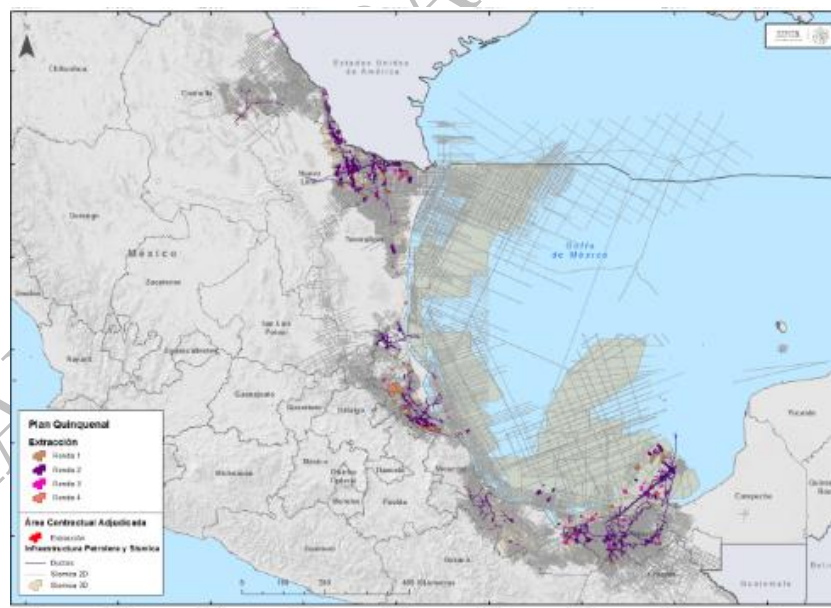 Estados Unidos
de América
Chihuahua
Coahuila
Nuevo
León
Durango
Tamaulipas
Golfo
de México
México
Zacatecas
Sinaloa
San Luis
Potosí
Nayarit
Aguascalientes
Guanajuato
Querétaro
Hidalgo
Yucatán
Michoacán
México
Tlaxcala
Veracruz
Morelos
Puebla
Campeche
Guerrero
Oaxaca
Chiapas
Guatemala
Plan Quinquenal
Extracción
Ronda 1
Ronda 2
Ronda 3
Ronda 4
Área Contractual Adjudicada
Extracción
Infraestructura Petrolera y Sísmica
Ductos
Sísmica 2D
Sísmica 3D